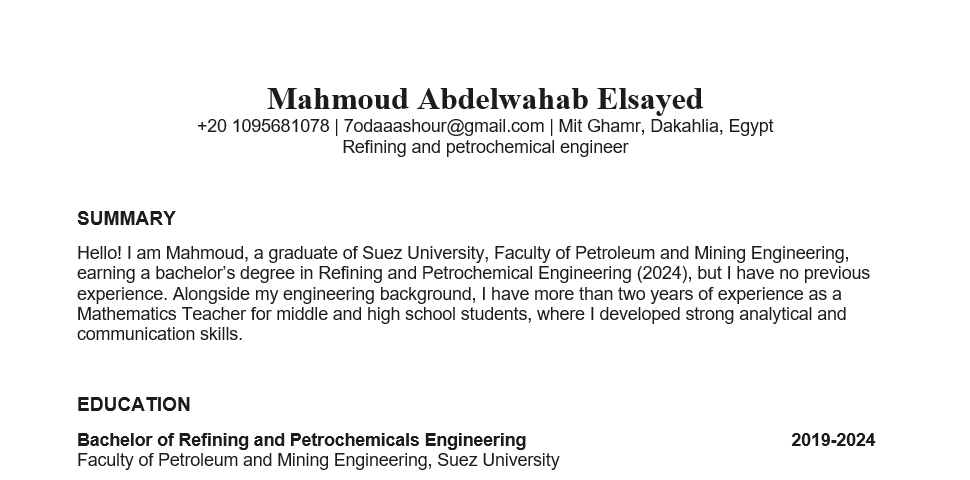 Mahmoud Abdelwahab Elsayed
+20 1095681078 | 7odaaashour@gmail.com | Mit Ghamr, Dakahlia, Egypt
Refining and petrochemical engineer
SUMMARY
Hello! I am Mahmoud, a graduate of Suez University, Faculty of Petroleum and Mining Engineering,
earning a bachelor’s degree in Refining and Petrochemical Engineering (2024), but I have no previous
experience. Alongside my engineering background, I have more than two years of experience as a
Mathematics Teacher for middle and high school students, where I developed strong analytical and
communication skills.
EDUCATION
Bachelor of Refining and Petrochemicals Engineering 2019-2024
Faculty of Petroleum and Mining Engineering, Suez University